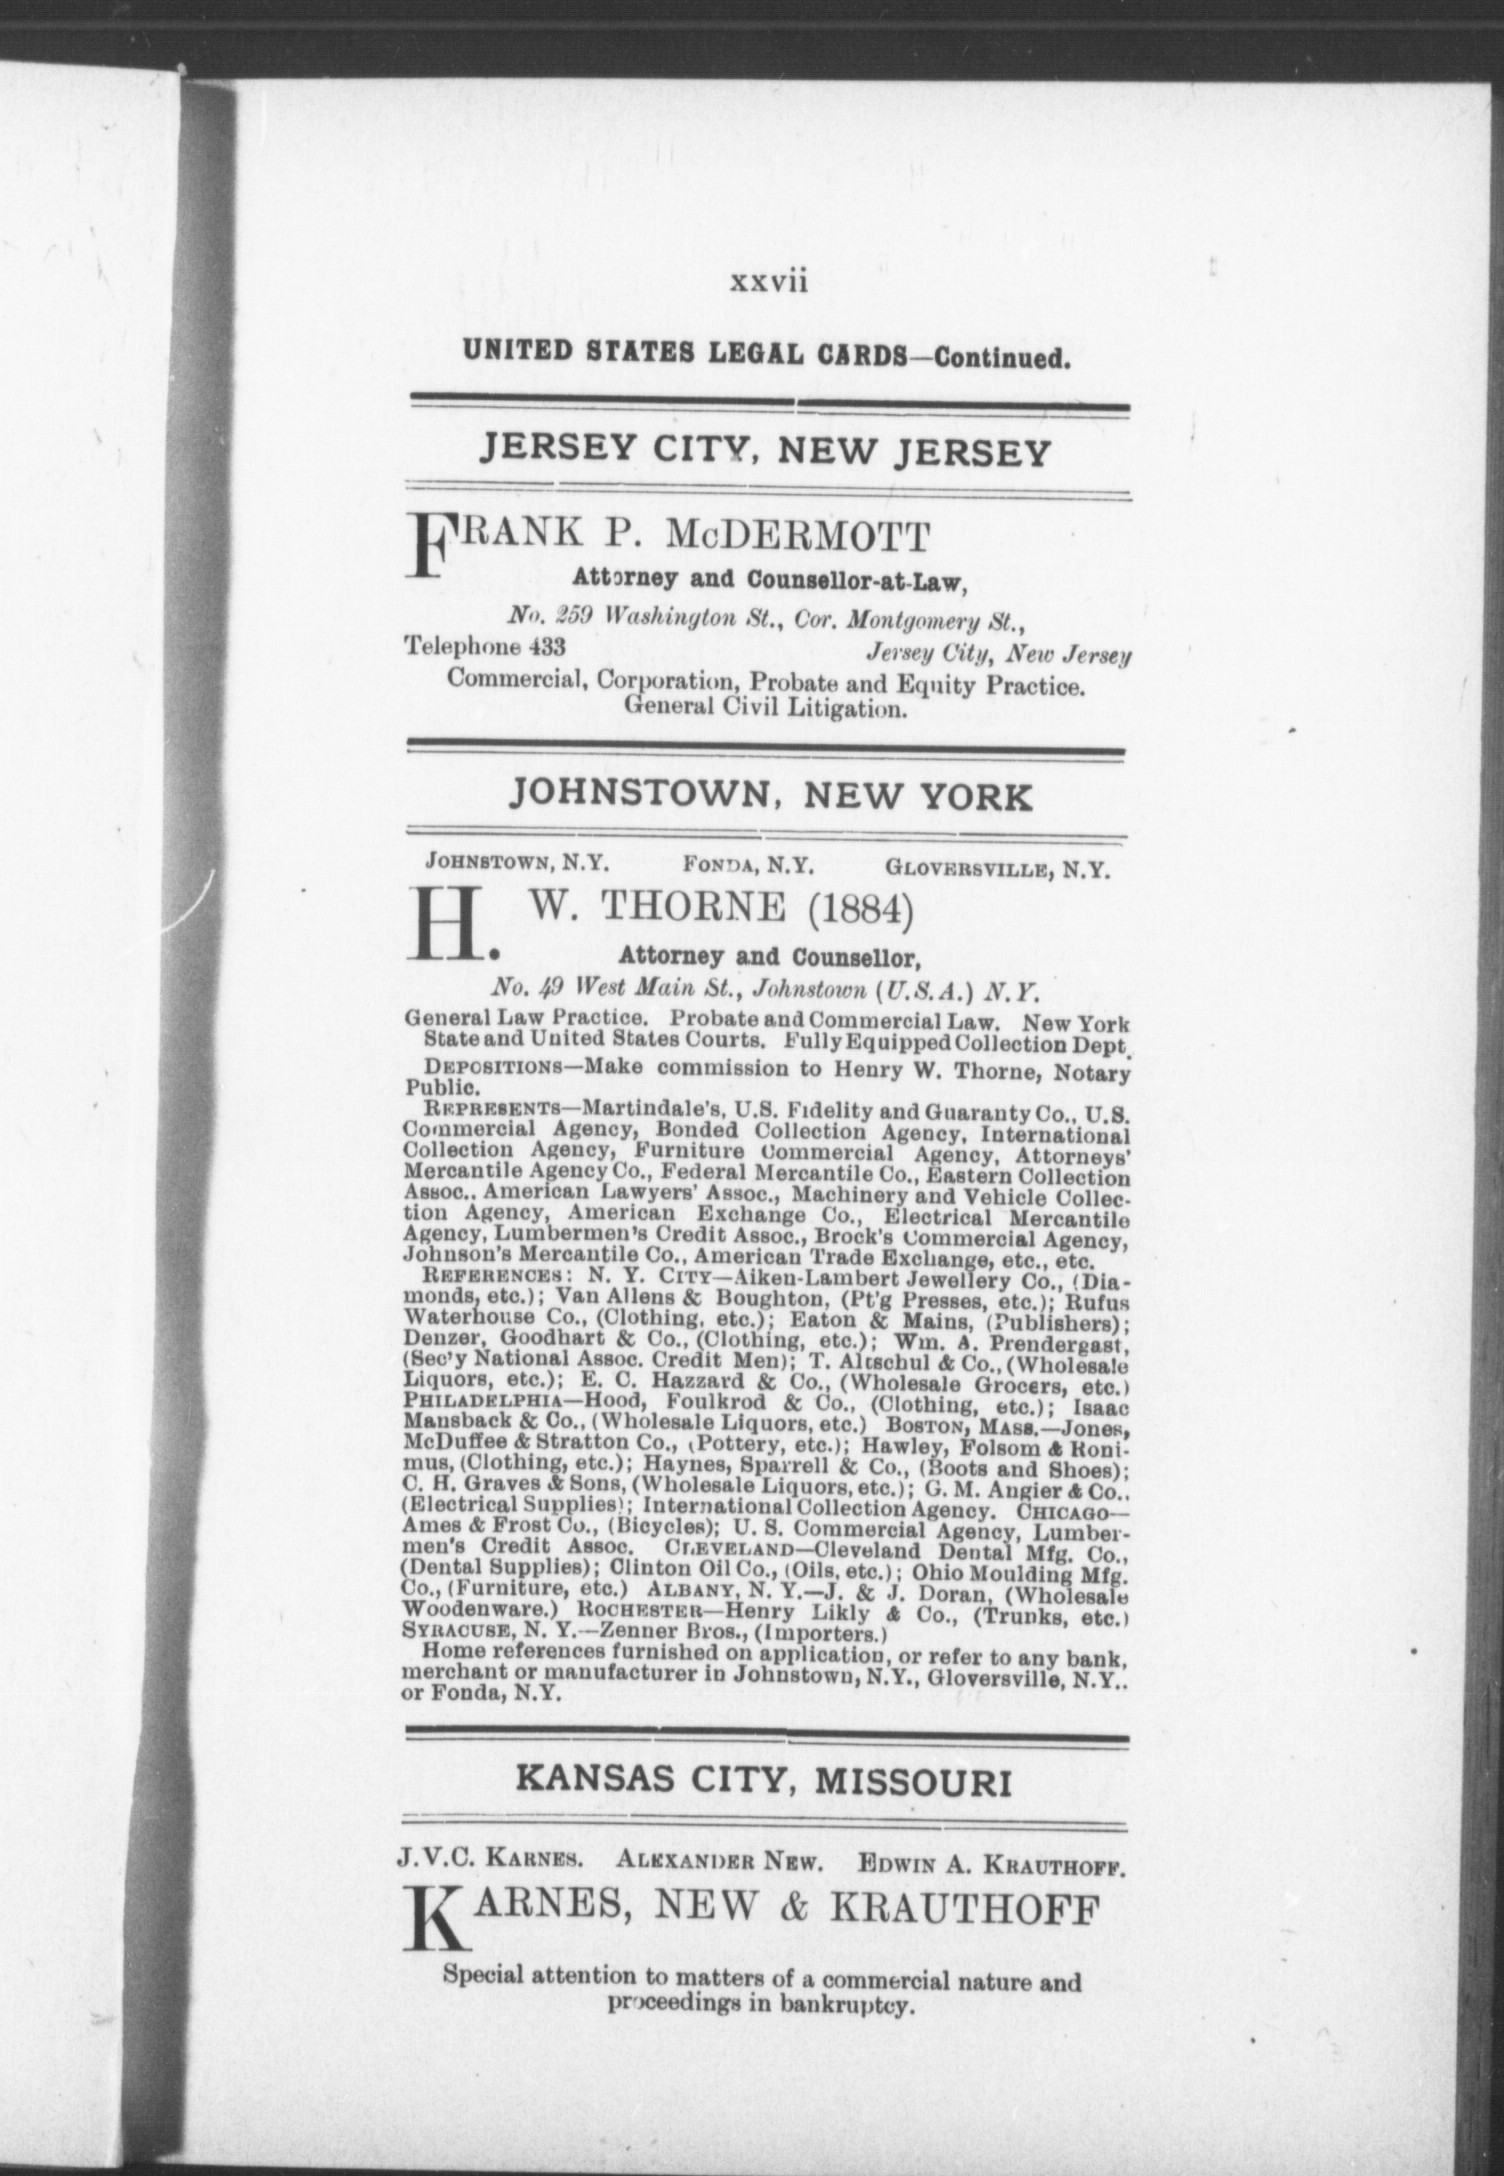 xxvii
UNITED STATES LEGAL CARDS—Continued.
JERSEY CITY, NEW JERSEY
FRANK P. McDERMOTT
Attorney and Counsellor-at-Law,
No. 259 Washington St., Cor. Montgomery St.,
Telephone 433 Jersey City, New Jersey
Commercial, Corporation, Probate and Equity Practice.
General Civil Litigation.
JOHNSTOWN, NEW YORK
JOHNSTOWN, N.Y. FONDA, N.Y. GLOVERSVILLE, N.Y.
H. W. THORNE (1884)
Attorney and Counsellor,
No. 49 West Main St., Johnstown (U.S.A.) N.Y.
General Law Practice. Probate and Commercial Law. New York
State and United States Courts. Fully Equipped Collection Dept.
DEPOSITIONS—Make commission to Henry W. Thorne, Notary
Public.
REPRESENTS—Martindale's, U.S. Fidelity and Guaranty Co., U.S.
Commercial Agency, Bonded Collection Agency, International
Collection Agency, Furniture Commercial Agency, Attorneys'
Mercantile Agency Co., Federal Mercantile Co., Eastern Collection
Assoc., American Lawyers' Assoc., Machinery and Vehicle Collec-
tion Agency, American Exchange Co., Electrical Mercantile
Agency, Lumbermen's Credit Assoc., Brock's Commercial Agency,
Johnson's Mercantile Co., American Trade Exchange, etc., etc.
REFERENCES: N. Y. CITY—Aiken-Lambert Jewellery Co., (Dia-
monds, etc.); Van Allens & Boughton, (Pt'g Presses, etc.); Rufus
Waterhouse Co., (Clothing, etc.); Eaton & Mains, (Publishers);
Denzer, Goodhart & Co., (Clothing, etc.); Wm. A. Prendergast,
(Sec'y National Assoc. Credit Men); T. Altschul & Co., (Wholesale
Liquors, etc.); E. C. Hazzard & Co., (Wholesale Grocers, etc.)
PHILADELPHIA—Hood, Foulkrod & Co., (Clothing, etc.); Isaac
Mansback & Co., (Wholesale Liquors, etc.) BOSTON, MASS.—Jones,
McDuffee & Stratton Co., (Pottery, etc.); Hawley, Folsom & Roni-
mus, (Clothing, etc.); Haynes, Sparrell & Co., (Boots and Shoes);
C. H. Graves & Sons, (Wholesale Liquors, etc.); G. M. Angier & Co.,
(Electrical Supplies); International Collection Agency. CHICAGO—
Ames & Frost Co., (Bicycles); U. S. Commercial Agency, Lumber-
men's Credit Assoc. CLEVELAND—Cleveland Dental Mfg. Co.,
(Dental Supplies); Clinton Oil Co., (Oils, etc.); Ohio Moulding Mfg.
Co., (Furniture, etc.) ALBANY, N. Y.—J. & J. Doran, (Wholesale
Woodenware.) ROCHESTER—Henry Likly & Co., (Trunks, etc.)
SYRACUSE, N. Y.—Zenner Bros., (Importers.)
Home references furnished on application, or refer to any bank,
merchant or manufacturer in Johnstown, N.Y., Gloversville, N.Y..
or Fonda, N.Y.
KANSAS CITY, MISSOURI
J.V.C. KARNES. ALEXANDER NEW. EDWIN A. KRAUTHOFF.
KARNES, NEW & KRAUTHOFF
Special attention to matters of a commercial nature and
proceedings in bankruptcy.